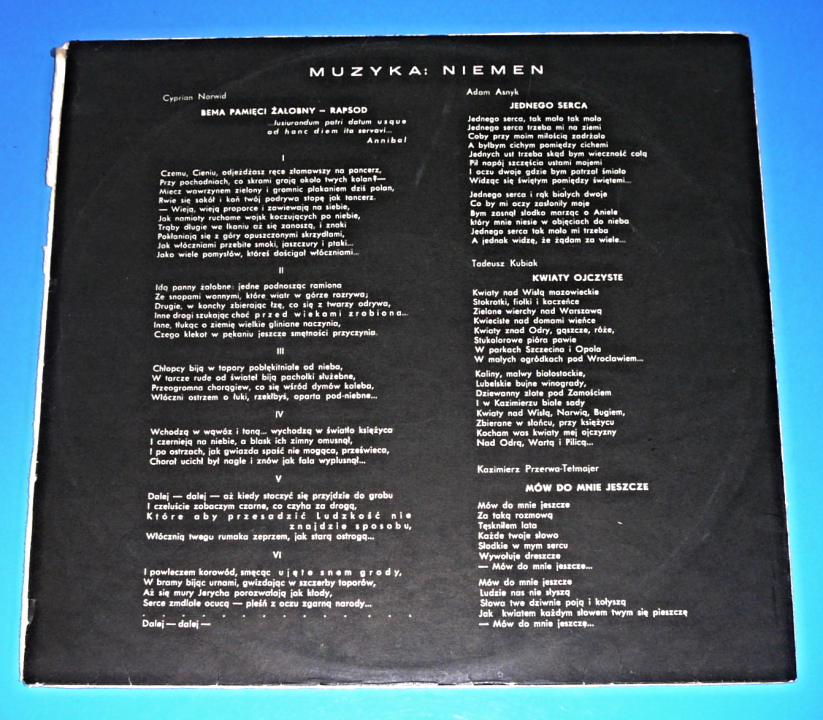 MUZYKA: NIEMEN
Cyprian Norwid
BEMA PAMIĘCI ŻAŁOBNY — RAPSOD
...Iusiurandum patri datum usque
ad hanc diem ita servavi...
Annibal
I
Czemu, Cieniu, odjeżdżasz ręce złamawszy na pancerz,
Przy pochodniach, co skrami grają około twych kolan?—
Miecz wawrzynem zielony i gromnic płakaniem dziś polan,
Rwie się sokół i koń twój podrywa stopę jak tancerz.
— Wieją, wieją proporce i zawiewają na siebie,
Jak namioty ruchome wojsk koczujących po niebie,
Trąby długie we łkaniu aż się zanoszą, i znaki
Pokłaniają się z góry opuszczonymi skrzydłami,
Jak włóczniami przebite smoki, jaszczury i ptaki...
Jako wiele pomysłów, któreś dościgał włóczniami...
II
Idą panny żałobne: jedne podnosząc ramiona
Ze snopami wonnymi, które wiatr w górze rozrywa;
Drugie, w konchy zbierając łzę, co się z twarzy odrywa,
Inne drogi szukając choć przed wiekami zrobiona...
Inne, tłukąc o ziemię wielkie gliniane naczynia,
Czego klekot w pękaniu jeszcze smętności przyczynia.
III
Chłopcy biją w topory pobłękitniałe od nieba,
W tarcze rude od świateł biją pachołki służebne,
Przeogromna chorągiew, co się wśród dymów koleba,
Włóczni ostrzem o łuki, rzekłbyś, oparta pod-niebne...
IV
Wchodzą w wąwóz i toną... wychodzą w światło księżyca
I czernieją na niebie, a blask ich zimny omusnął,
I po ostrzach, jak gwiazda spaść nie mogąca, prześwieca,
Chorał ucichł był nagle i znów jak fala wyplusnął...
V
Dalej — dalej — aż kiedy stoczyć się przyjdzie do grobu
I czeluście zobaczym czarne, co czyha za drogą,
Które aby przesadzić Ludzkość nie
znajdzie sposobu,
Włócznią twego rumaka zeprzem, jak starą ostrogą...
VI
I powleczem korowód, smęcąc ujęte snem grody,
W bramy bijąc urnami, gwizdając w szczerby toporów,
Aż się mury Jerycha porozwalają jak kłody,
Serce zmdlałe ocucą — pleśń z oczu zgarną narody...
. . . . . . . . . . . . . . .
Dalej — dalej —
Adam Asnyk
JEDNEGO SERCA
Jednego serca, tak mało tak mało
Jednego serca trzeba mi na ziemi
Coby przy moim miłością zadrżało
A byłbym cichym pomiędzy cichemi
Jednych ust trzeba skąd bym wieczność całą
Pił napój szczęścia ustami mojemi
I oczu dwoje gdzie bym patrzał śmiało
Widząc się świętym pomiędzy świętemi...
Jednego serca i rąk białych dwoje
Co by mi oczy zasłoniły moje
Bym zasnął słodko marząc o Aniele
który mnie niesie w objęciach do nieba
Jednego serca tak mało mi trzeba
A jednak widzę, że żądam za wiele...
Tadeusz Kubiak
KWIATY OJCZYSTE
Kwiaty nad Wisłą mazowieckie
Stokrotki, fiołki i kaczeńce
Zielone wierzby nad Warszawą
Kwieciste nad domami wieńce
Kwiaty znad Odry, gąszcze, róże,
Stukolorowe pióra pawie
W parkach Szczecina i Opola
W małych ogródkach pod Wrocławiem...
Kaliny, malwy białostockie,
Lubelskie bujne winogrady,
Dziewanny złote pod Zamościem
I w Kazimierzu białe sady
Kwiaty nad Wisłą, Narwią, Bugiem,
Zbierane w słońcu, przy księżycu
Kocham was kwiaty mej ojczyzny
Nad Odrą, Wartą i Pilicą...
Kazimierz Przerwa-Tetmajer
MÓW DO MNIE JESZCZE
Mów do mnie jeszcze
Za taką rozmową
Tęskniłem lata
Każde twoje słowo
Słodkie w mym sercu
Wywołuje dreszcze
— Mów do mnie jeszcze...
Mów do mnie jeszcze
Ludzie nas nie słyszą
Słowa twe dziwnie poją i kołyszą
Jak kwiatem każdym słowem twym się pieszczę
— Mów do mnie jeszczę...